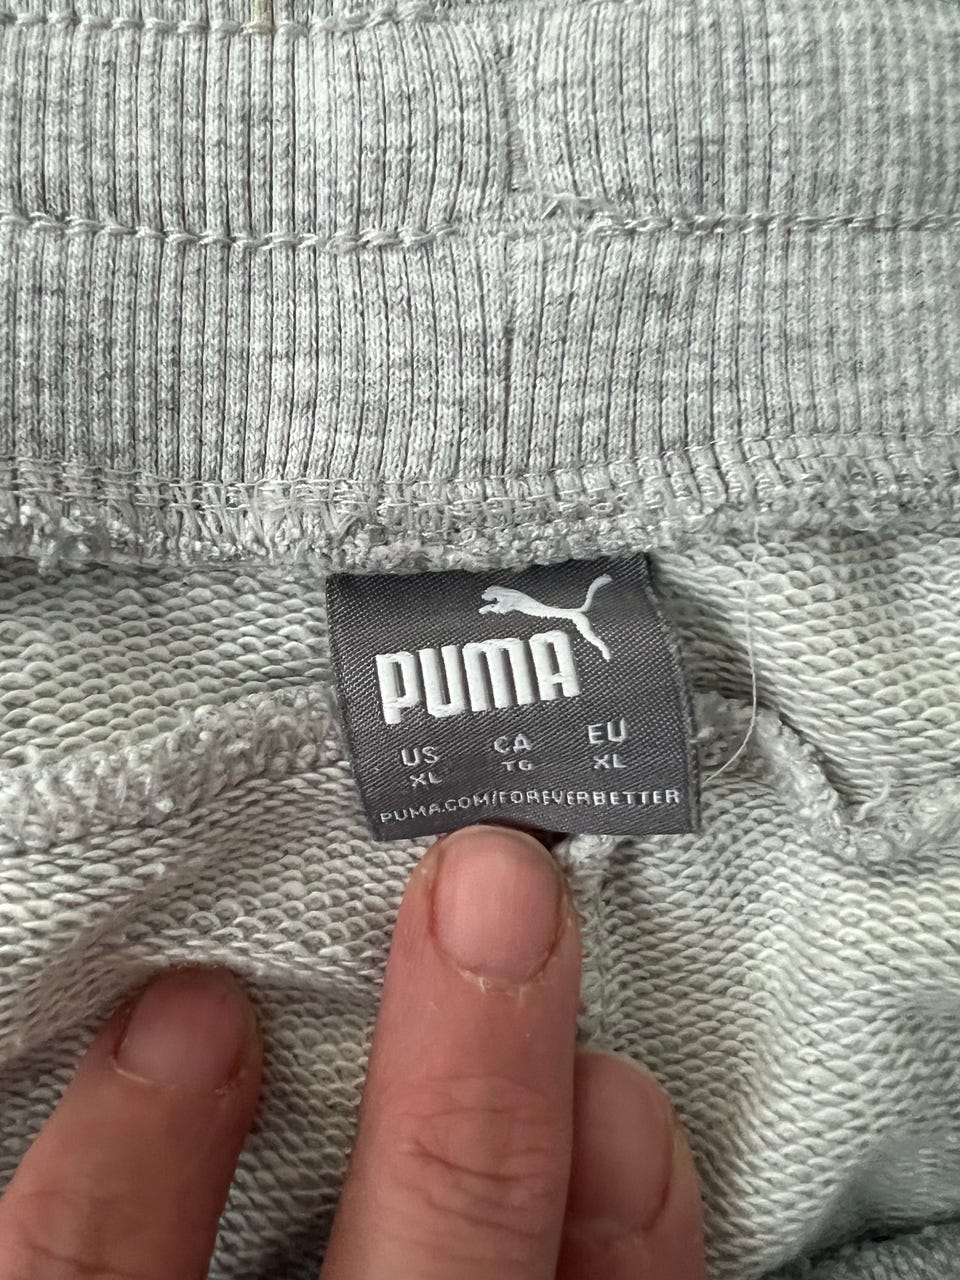 PUMA
US CA EU
XL TG XL
PUMA.COM/FOREVERBETTER